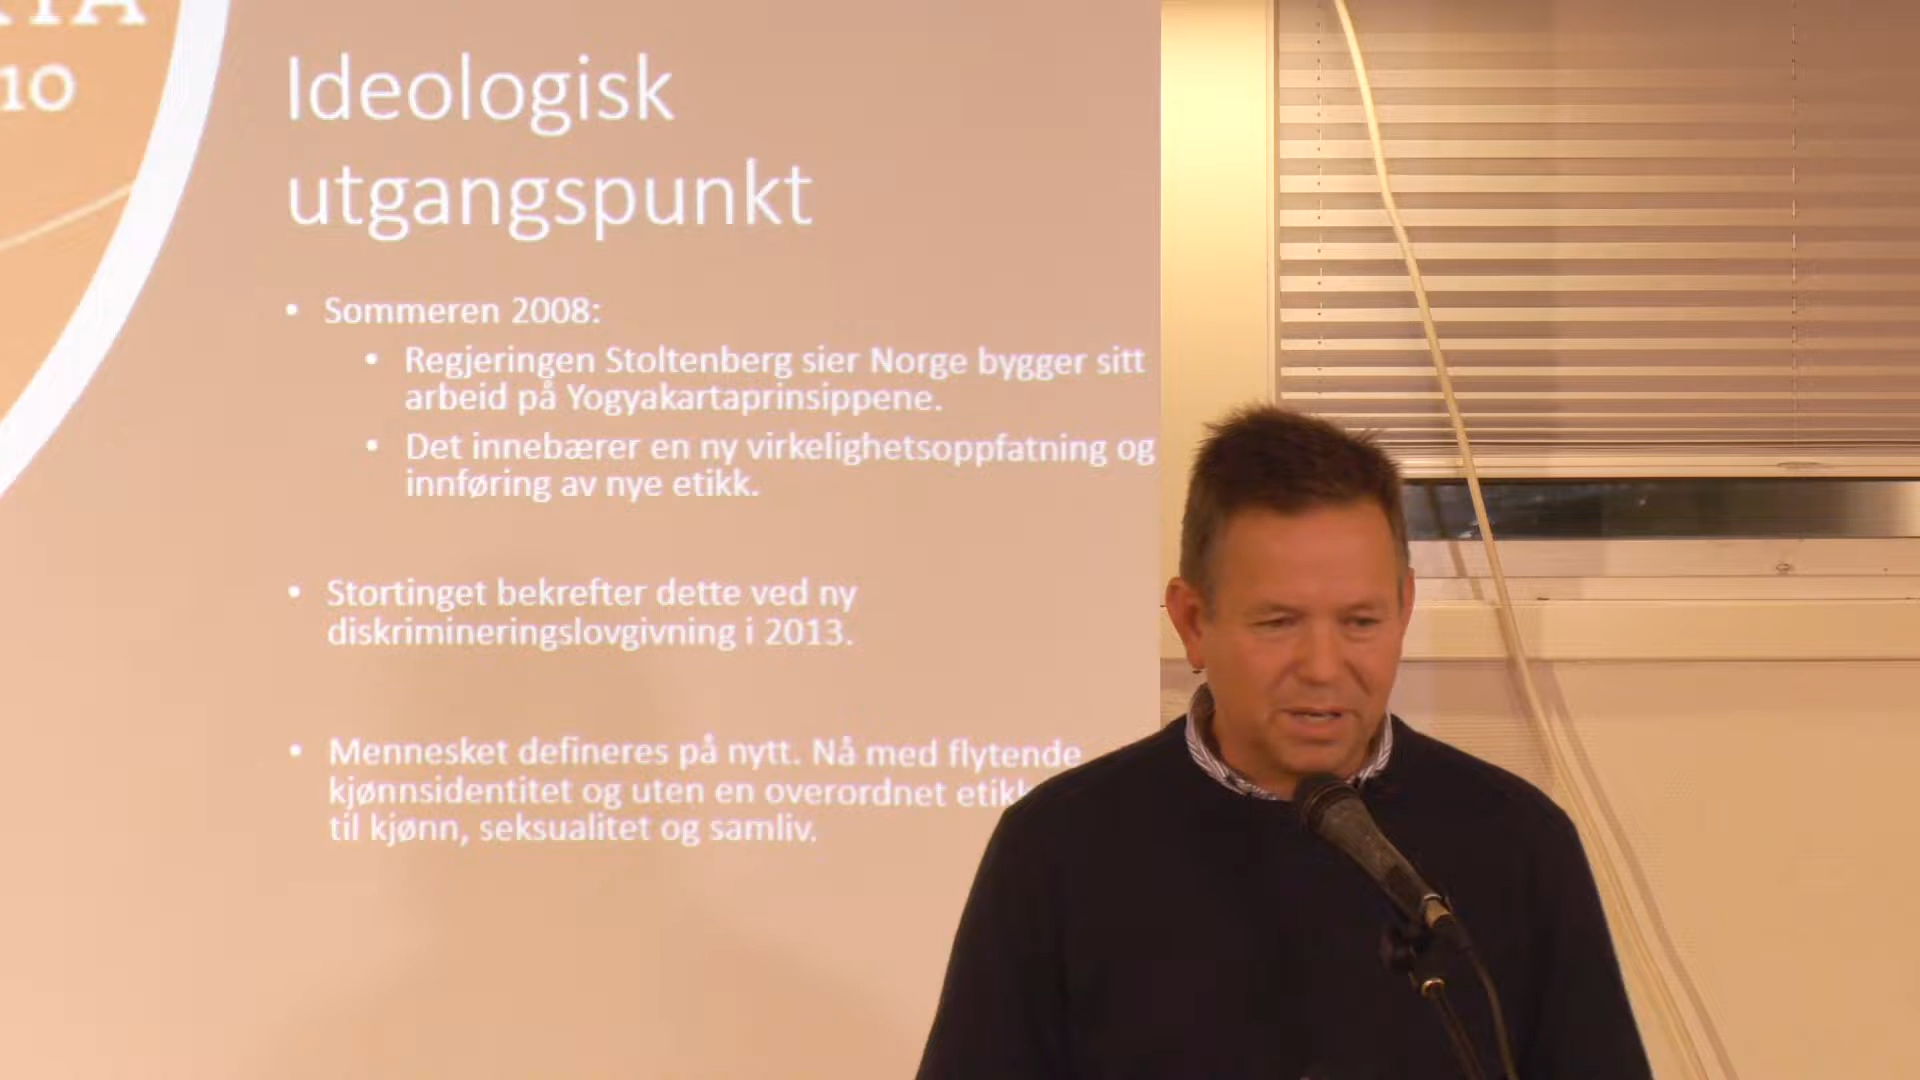 10
Ideologisk
utgangspunkt
• Sommeren 2008:
• Regjeringen Stoltenberg sier Norge bygger sitt
arbeid på Yogyakartaprinsippene.
• Det innebærer en ny virkelighetsoppfatning og
innføring av nye etikk.
• Stortinget bekrefter dette ved ny
diskrimineringslovgivning i 2013.
• Mennesket defineres på nytt. Nå med flytende
kjønnsidentitet og uten en overordnet
til kjønn, seksualitet og samliv.